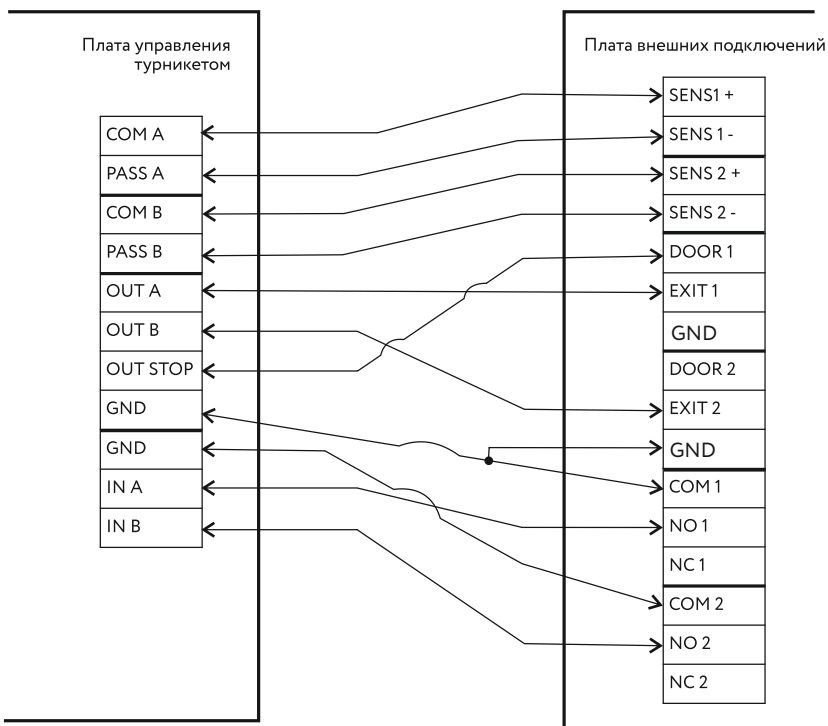 Плата управления
турникетом
COM A
PASS A
COM B
PASS B
OUT A
OUT B
OUT STOP
GND
GND
IN A
IN B
Плата внешних подключений
SENS1 +
SENS 1 -
SENS 2 +
SENS 2 -
DOOR 1
EXIT 1
GND
DOOR 2
EXIT 2
GND
COM 1
NO 1
NC 1
COM 2
NO 2
NC 2